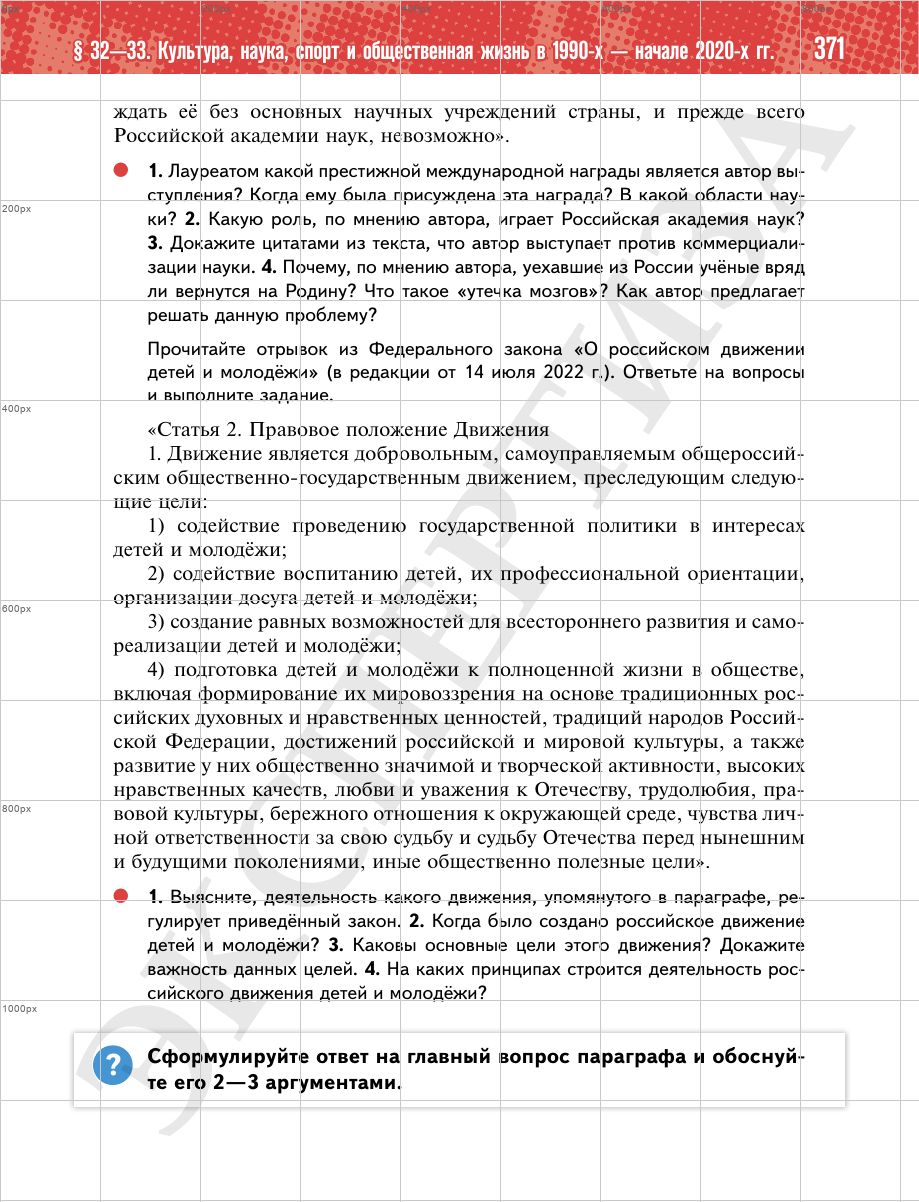 § 32—33. Культура, наука, спорт и общественная жизнь в 1990-х — начале 2020-х гг. 371
ждать её без основных научных учреждений страны, и прежде всего
Российской академии наук, невозможно».
1. Лауреатом какой престижной международной награды является автор вы-
ступления? Когда ему была присуждена эта награда? В какой области нау-
ки? 2. Какую роль, по мнению автора, играет Российская академия наук?
3. Докажите цитатами из текста, что автор выступает против коммерциали-
зации науки. 4. Почему, по мнению автора, уехавшие из России учёные вряд
ли вернутся на Родину? Что такое «утечка мозгов»? Как автор предлагает
решать данную проблему?
Прочитайте отрывок из Федерального закона «О российском движении
детей и молодёжи» (в редакции от 14 июля 2022 г.). Ответьте на вопросы
и выполните задание.
«Статья 2. Правовое положение Движения
1. Движение является добровольным, самоуправляемым общероссий-
ским общественно-государственным движением, преследующим следую-
щие цели:
1) содействие проведению государственной политики в интересах
детей и молодёжи;
2) содействие воспитанию детей, их профессиональной ориентации,
организации досуга детей и молодёжи;
3) создание равных возможностей для всестороннего развития и само-
реализации детей и молодёжи;
4) подготовка детей и молодёжи к полноценной жизни в обществе,
включая формирование их мировоззрения на основе традиционных рос-
сийских духовных и нравственных ценностей, традиций народов Россий-
ской Федерации, достижений российской и мировой культуры, а также
развитие у них общественно значимой и творческой активности, высоких
нравственных качеств, любви и уважения к Отечеству, трудолюбия, пра-
вовой культуры, бережного отношения к окружающей среде, чувства лич-
ной ответственности за свою судьбу и судьбу Отечества перед нынешним
и будущими поколениями, иные общественно полезные цели».
1. Выясните, деятельность какого движения, упомянутого в параграфе, ре-
гулирует приведённый закон. 2. Когда было создано российское движение
детей и молодёжи? 3. Каковы основные цели этого движения? Докажите
важность данных целей. 4. На каких принципах строится деятельность рос-
сийского движения детей и молодёжи?
? Сформулируйте ответ на главный вопрос параграфа и обоснуй-
те его 2—3 аргументами.
ЭКСПЕРТИЗА
200px
400px
600px
800px
1000px